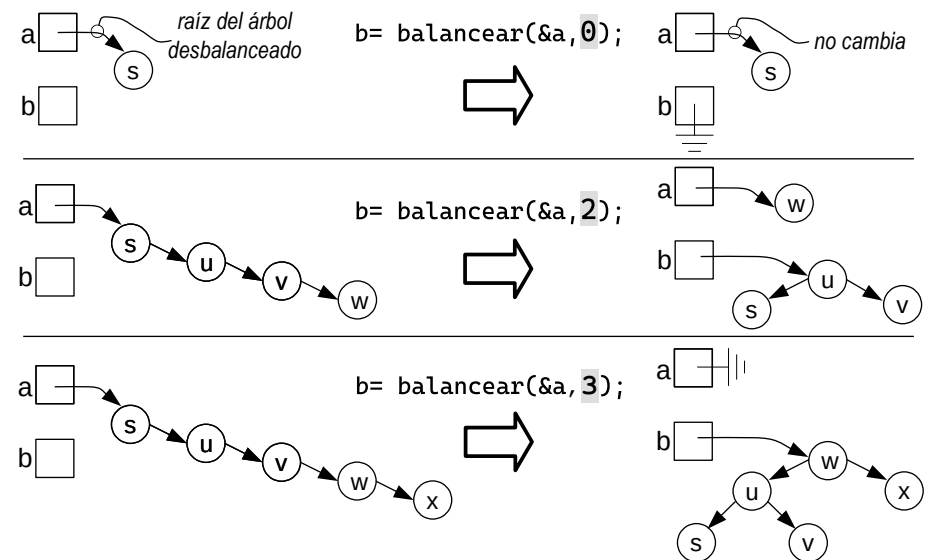 a
raíz del árbol
desbalanceado
s
b
b= balancear(&a,0);
a
no cambia
s
b
a
s
u
v
w
b
b= balancear(&a,2);
a
w
b
u
s
v
a
s
u
v
w
x
b
b= balancear(&a,3);
a
b
w
u
x
s
v